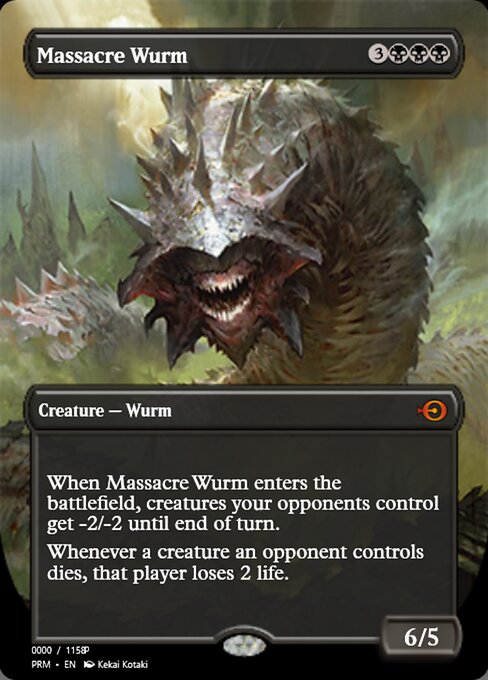 Massacre Wurm 3
Creature — Wurm
When Massacre Wurm enters the
battlefield, creatures your opponents control
get -2/-2 until end of turn.
Whenever a creature an opponent controls
dies, that player loses 2 life.
6/5
0000 / 1158P
PRM • EN Kekai Kotaki